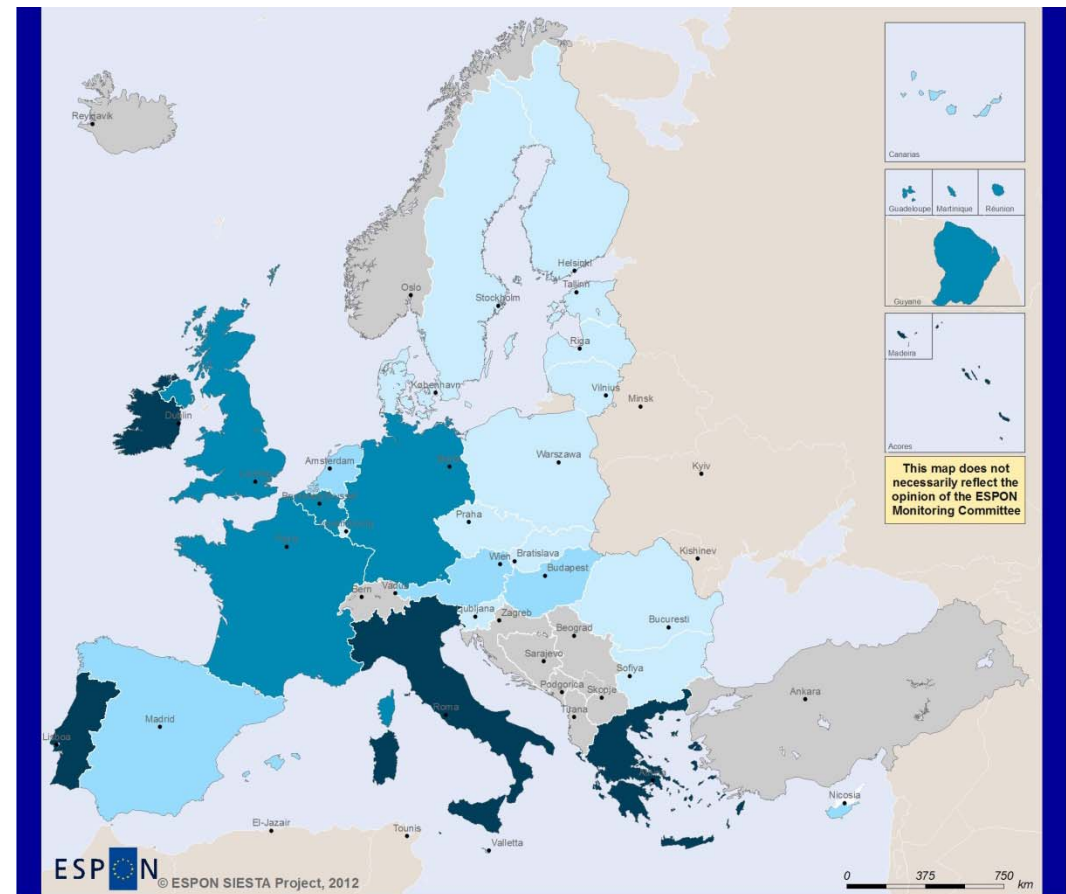 Reykjavik
Canarias
Guadeloupe
Martinique
Réunion
Guyane
Helsinki
Tallinn
Oslo
Stockholm
Riga
Madeira
København
Vilnius
Minsk
Dublin
Acores
Amsterdam
Warszawa
Kyiv
This map does not
necessarily reflect the
opinion of the ESPON
Monitoring Committee
Praha
Kishinev
Wien
Bratislava
Budapest
Bern
Vaduz
Ljubljana
Zagreb
Beograd
Bucuresti
Sarajevo
Sofiya
Podgorica
Skopje
Ankara
Tirana
Roma
Madrid
Lisboa
Nicosia
El-Jazair
Tounis
Valletta
ESPON
© ESPON SIESTA Project, 2012
0 375 750
km